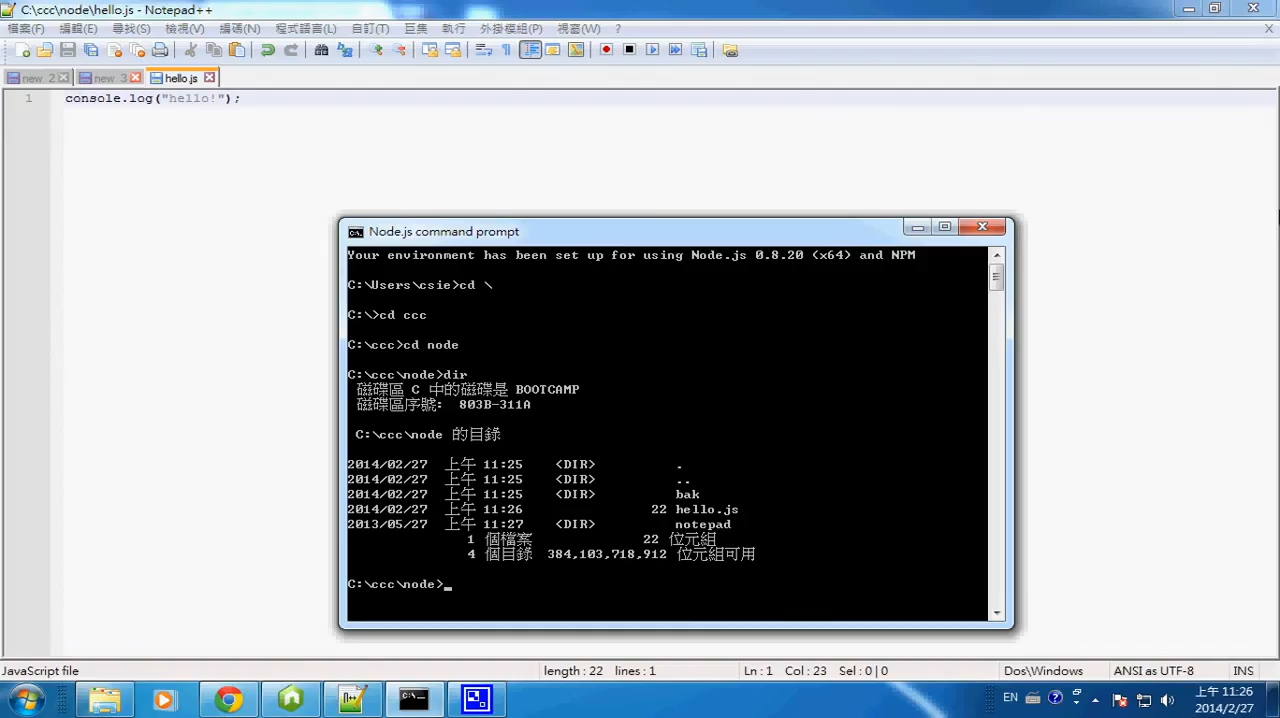 C:\ccc\node\hello.js - Notepad++
檔案(F) 編輯(E) 尋找(S) 檢視(V) 編碼(N) 程式語言(L) 自訂(T) 巨集 執行 外掛模組(P) 視窗(W) ?
new 2 new 3 hello.js
1 console.log("hello!");
Node.js command prompt
Your environment has been set up for using Node.js 0.8.20 (x64) and NPM
C:\Users\csie>cd \
C:\>cd ccc
C:\ccc>cd node
C:\ccc\node>dir
磁碟區 C 中的磁碟是 BOOTCAMP
磁碟區序號: 803B-311A
C:\ccc\node 的目錄
2014/02/27 上午 11:25 <DIR> .
2014/02/27 上午 11:25 <DIR> ..
2014/02/27 上午 11:25 <DIR> bak
2014/02/27 上午 11:26 22 hello.js
2013/05/27 上午 11:27 <DIR> notepad
1 個檔案 22 位元組
4 個目錄 384,103,718,912 位元組可用
C:\ccc\node>_
JavaScript file length : 22 lines : 1 Ln : 1 Col : 23 Sel : 0 | 0 Dos\Windows ANSI as UTF-8 INS
EN
上午 11:26
2014/2/27